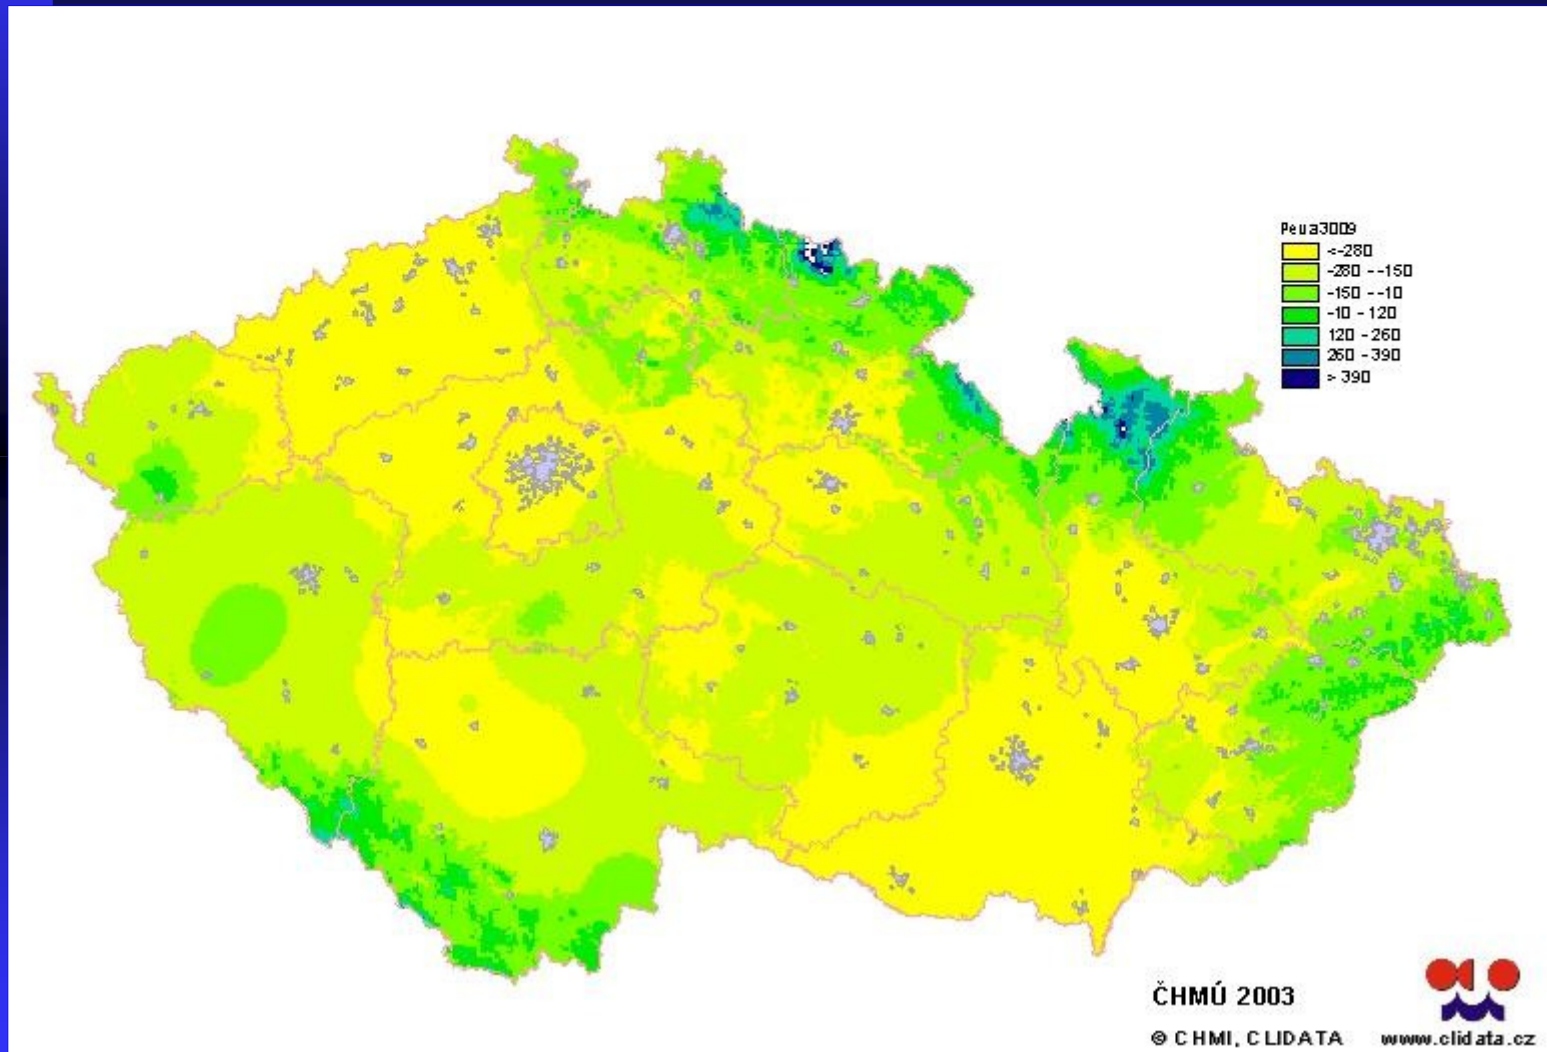 Peua3009
<-280
-280 --150
-150 --10
-10 - 120
120 - 260
260 - 390
> 390
ČHMÚ 2003
© CHMI, CLIDATA
www.clidata.cz